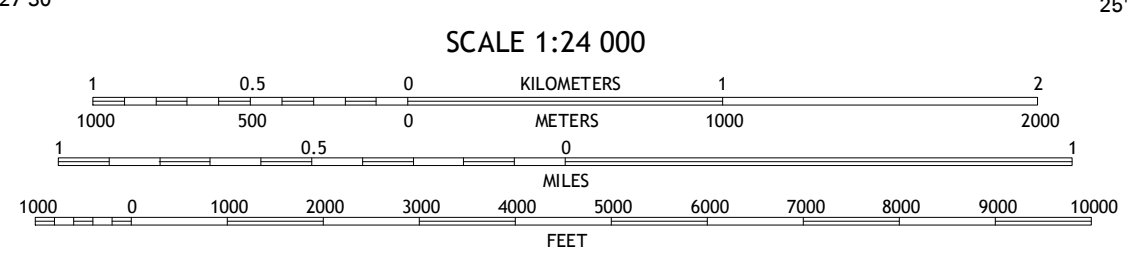 27'30"
25'
SCALE 1:24 000
1 0.5 0 KILOMETERS 1 2
1000 500 0 METERS 1000 2000
1 0.5 0 1
MILES
1000 0 1000 2000 3000 4000 5000 6000 7000 8000 9000 10000
FEET